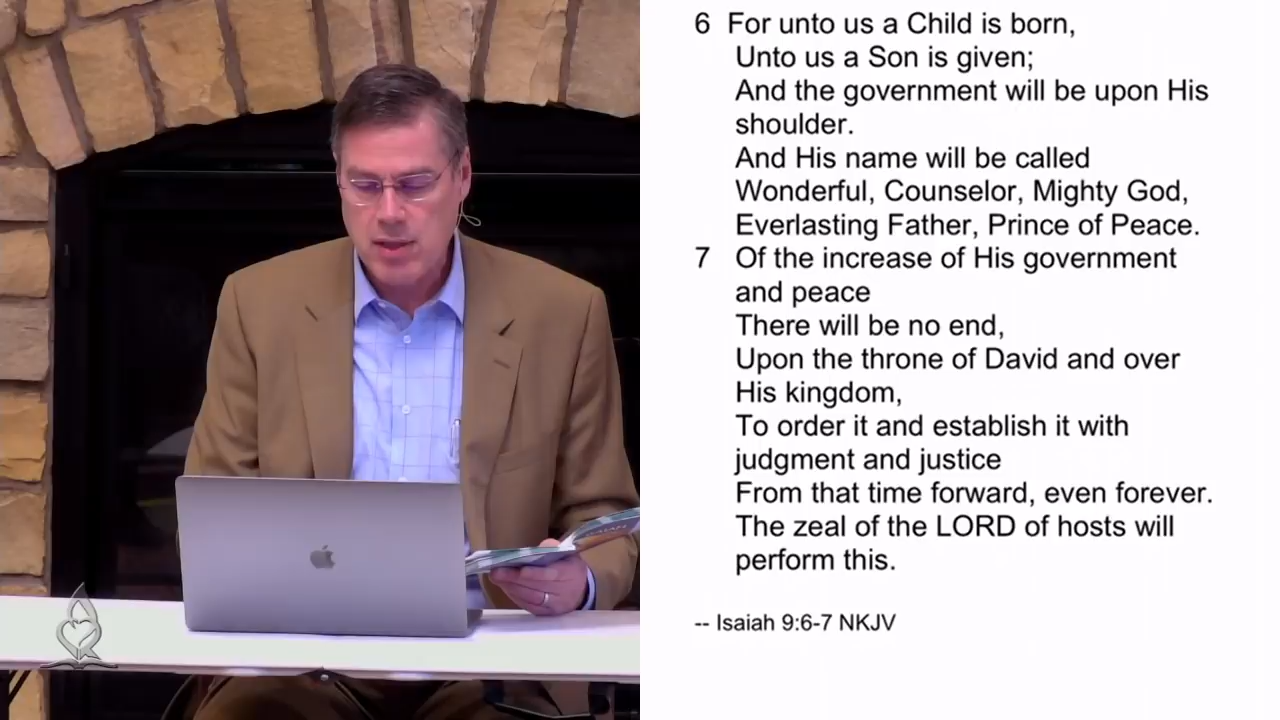 6 For unto us a Child is born,
Unto us a Son is given;
And the government will be upon His
shoulder.
And His name will be called
Wonderful, Counselor, Mighty God,
Everlasting Father, Prince of Peace.
7 Of the increase of His government
and peace
There will be no end,
Upon the throne of David and over
His kingdom,
To order it and establish it with
judgment and justice
From that time forward, even forever.
The zeal of the LORD of hosts will
perform this.
-- Isaiah 9:6-7 NKJV